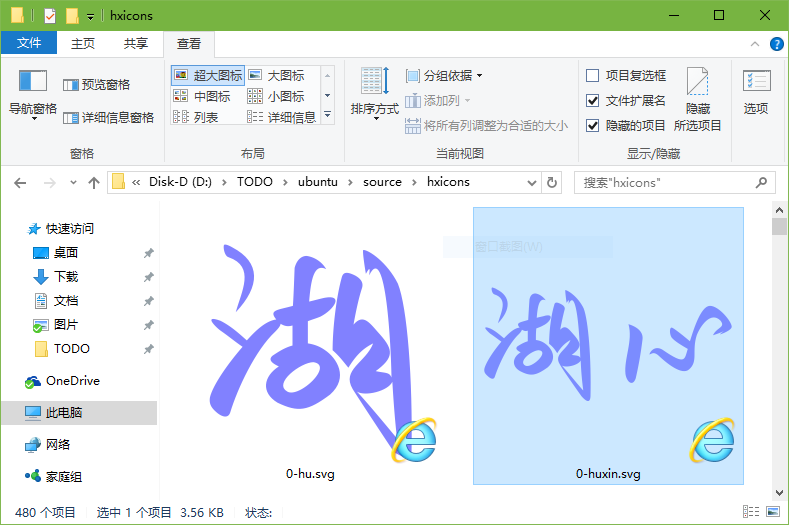 hxicons
文件 主页 共享 查看
导航窗格 预览窗格 详细信息窗格
窗格
超大图标 大图标
中图标 小图标
列表 详细信息
布局
排序方式 分组依据
添加列
将所有列调整为合适的大小
当前视图
项目复选框
文件扩展名
隐藏的项目
隐藏
所选项目
显示/隐藏
选项
« Disk-D (D:) TODO ubuntu source hxicons
搜索"hxicons"
快速访问
桌面
下载
文档
图片
TODO
OneDrive
此电脑
网络
家庭组
窗口截图(W)
湖
湖心
0-hu.svg
0-huxin.svg
480 个项目 选中 1 个项目 3.56 KB 状态: